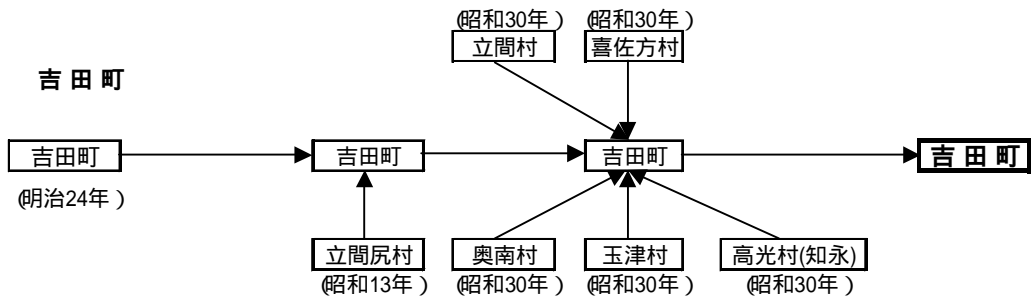 (昭和30年) (昭和30年)
立間村 喜佐方村
吉田町
吉田町 吉田町 吉田町 吉田町
(明治24年)
立間尻村 奥南村 玉津村 高光村(知永)
(昭和13年) (昭和30年) (昭和30年) (昭和30年)